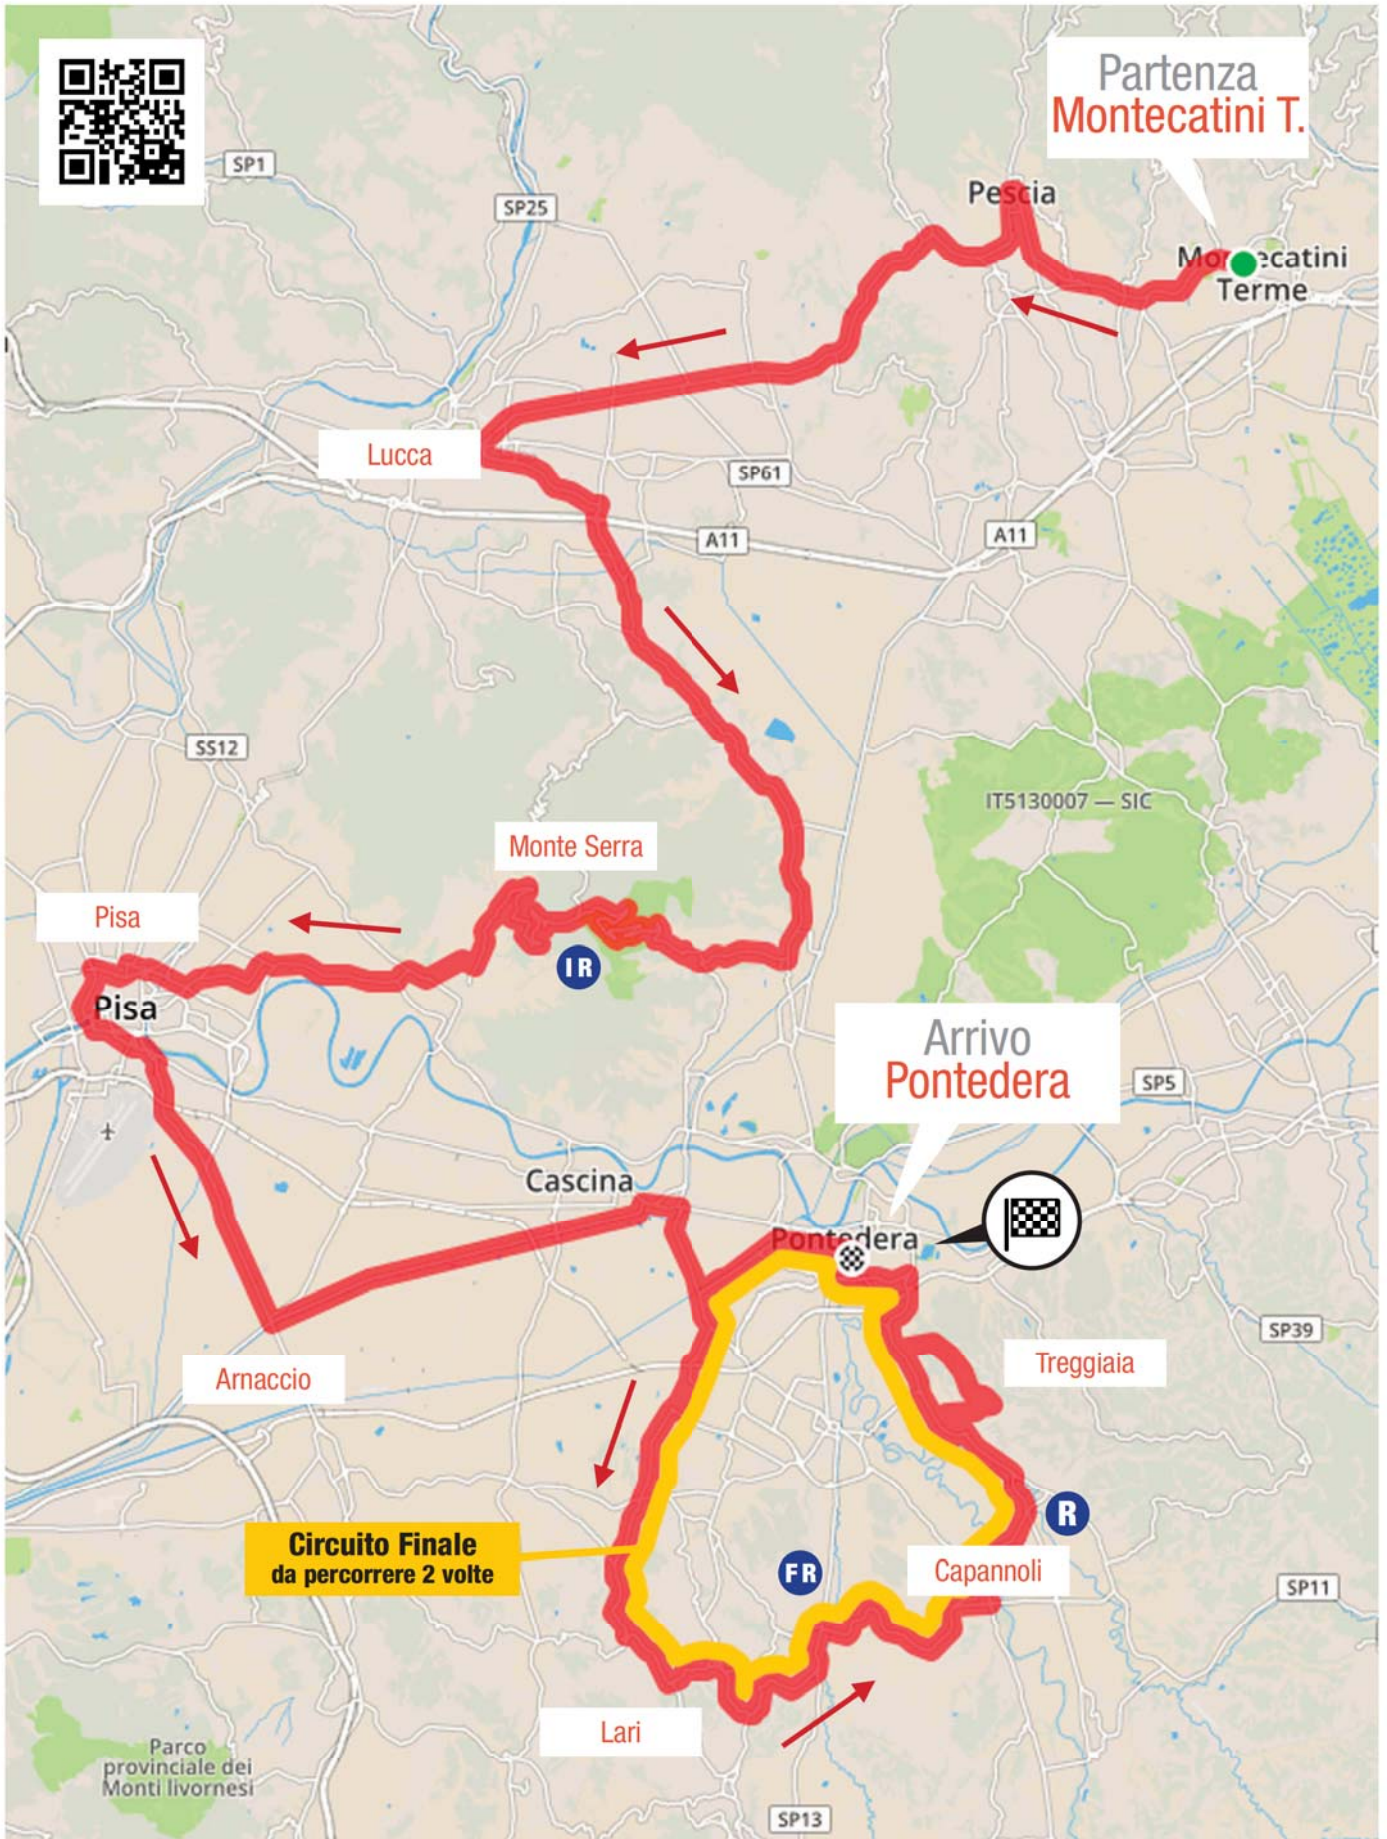 Partenza
Montecatini T.
SP1
Pescia
SP25
Montecatini
Terme
Lucca
SP61
A11
A11
SS12
IT5130007 — SIC
Monte Serra
Pisa
IR
Pisa
Arrivo
Pontedera
SP5
Cascina
Pontedera
SP39
Treggiaia
Arnaccio
R
Circuito Finale
da percorrere 2 volte
FR
Capannoli
SP11
Lari
Parco
provinciale dei
Monti livornesi
SP13